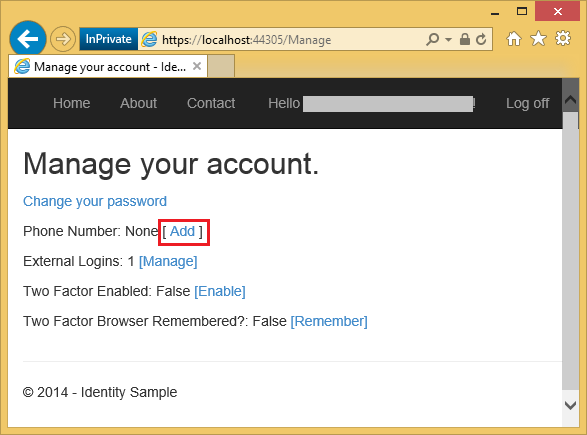 InPrivate https://localhost:44305/Manage
Manage your account - Ide...
Home About Contact Hello ! Log off
Manage your account.
Change your password
Phone Number: None [ Add ]
External Logins: 1 [Manage]
Two Factor Enabled: False [Enable]
Two Factor Browser Remembered?: False [Remember]
© 2014 - Identity Sample